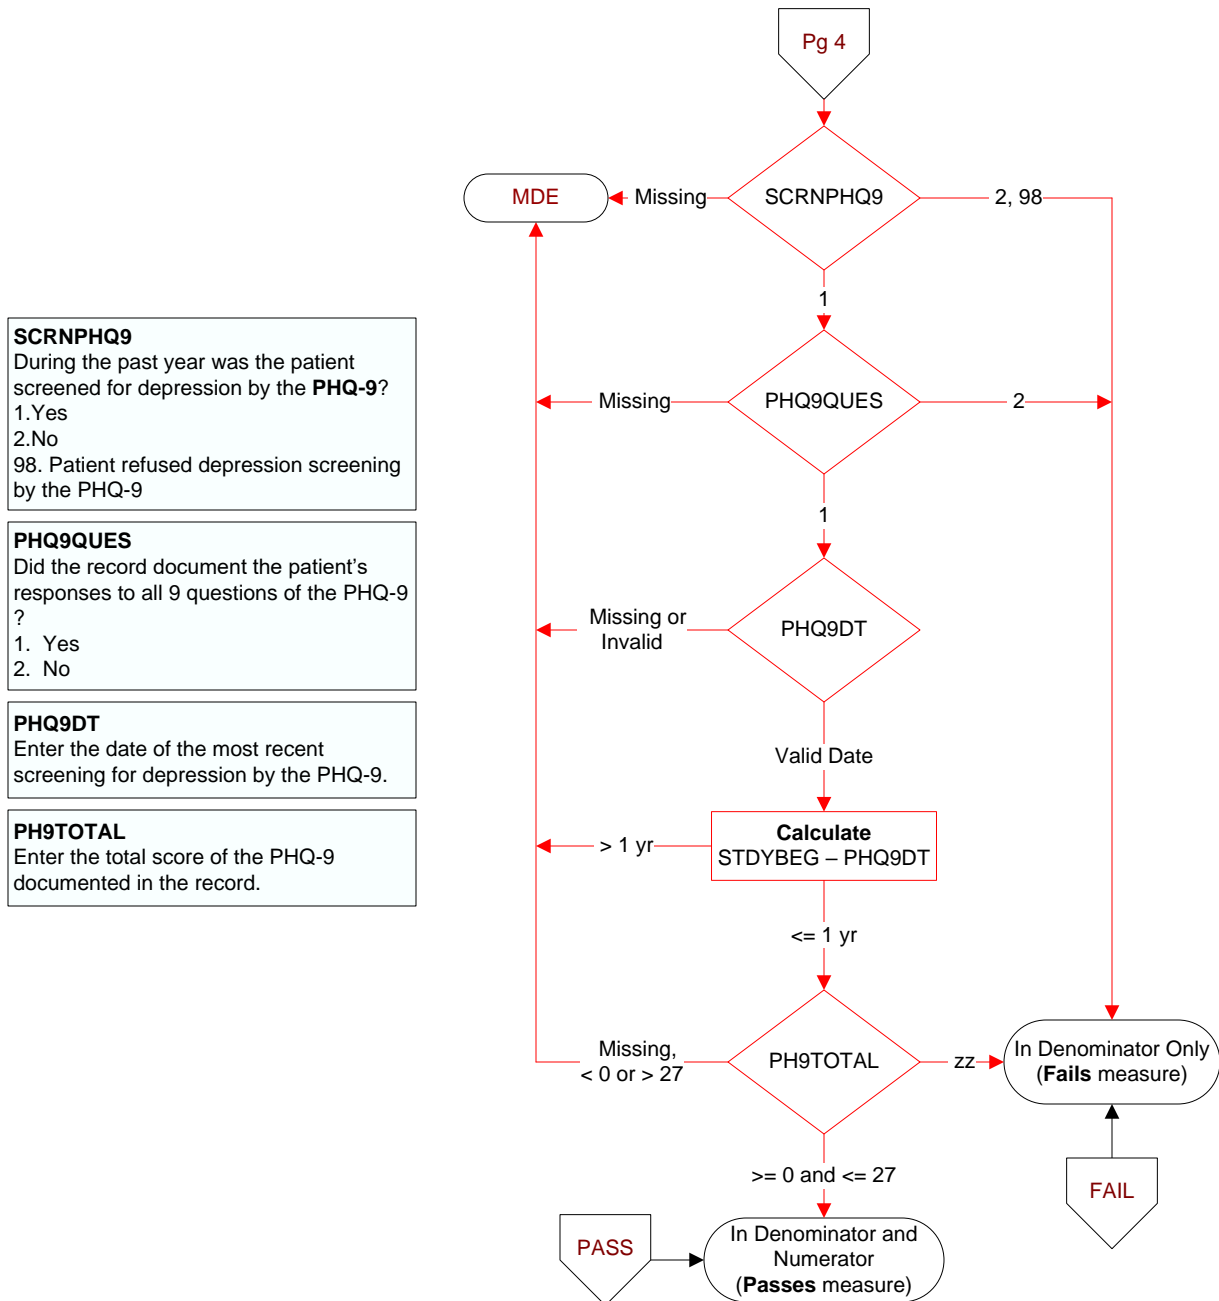 Pg 4
SCRNPHQ9
MDE
Missing
2, 98
1
SCRNPHQ9
During the past year was the patient
screened for depression by the PHQ-9?
1.Yes
2.No
98. Patient refused depression screening
by the PHQ-9
PHQ9QUES
Missing
2
1
PHQ9QUES
Did the record document the patient’s
responses to all 9 questions of the PHQ-9
?
1. Yes
2. No
PHQ9DT
Missing or
Invalid
Valid Date
PHQ9DT
Enter the date of the most recent
screening for depression by the PHQ-9.
Calculate
STDYBEG – PHQ9DT
> 1 yr
<= 1 yr
PH9TOTAL
Enter the total score of the PHQ-9
documented in the record.
PH9TOTAL
Missing,
< 0 or > 27
zz
In Denominator Only
(Fails measure)
>= 0 and <= 27
FAIL
PASS
In Denominator and
Numerator
(Passes measure)